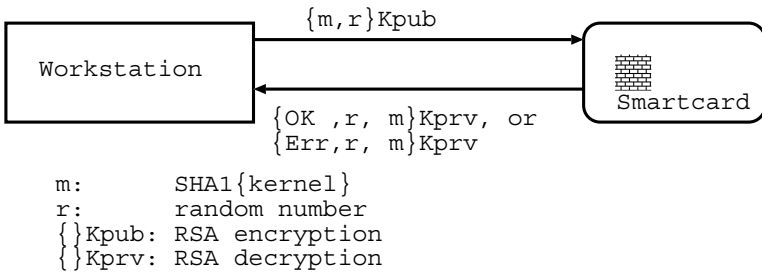 {m,r}Kpub
Workstation
Smartcard
{OK ,r, m}Kprv, or
{Err,r, m}Kprv
m: SHA1{kernel}
r: random number
{}Kpub: RSA encryption
{}Kprv: RSA decryption